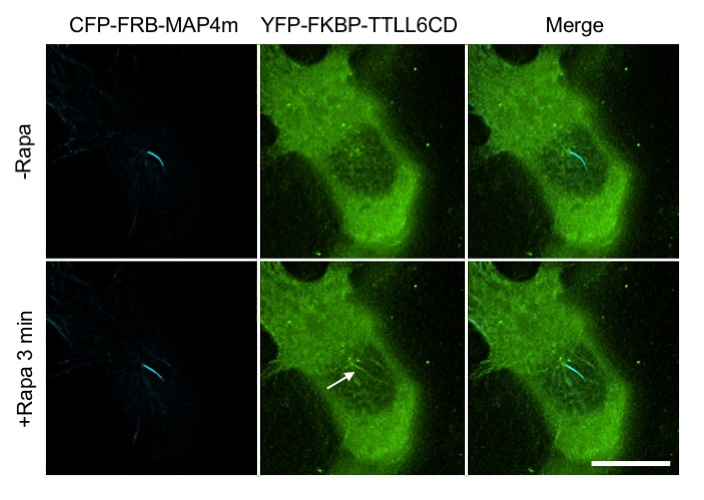 CFP-FRB-MAP4m YFP-FKBP-TTLL6CD Merge
-Rapa
+Rapa 3 min